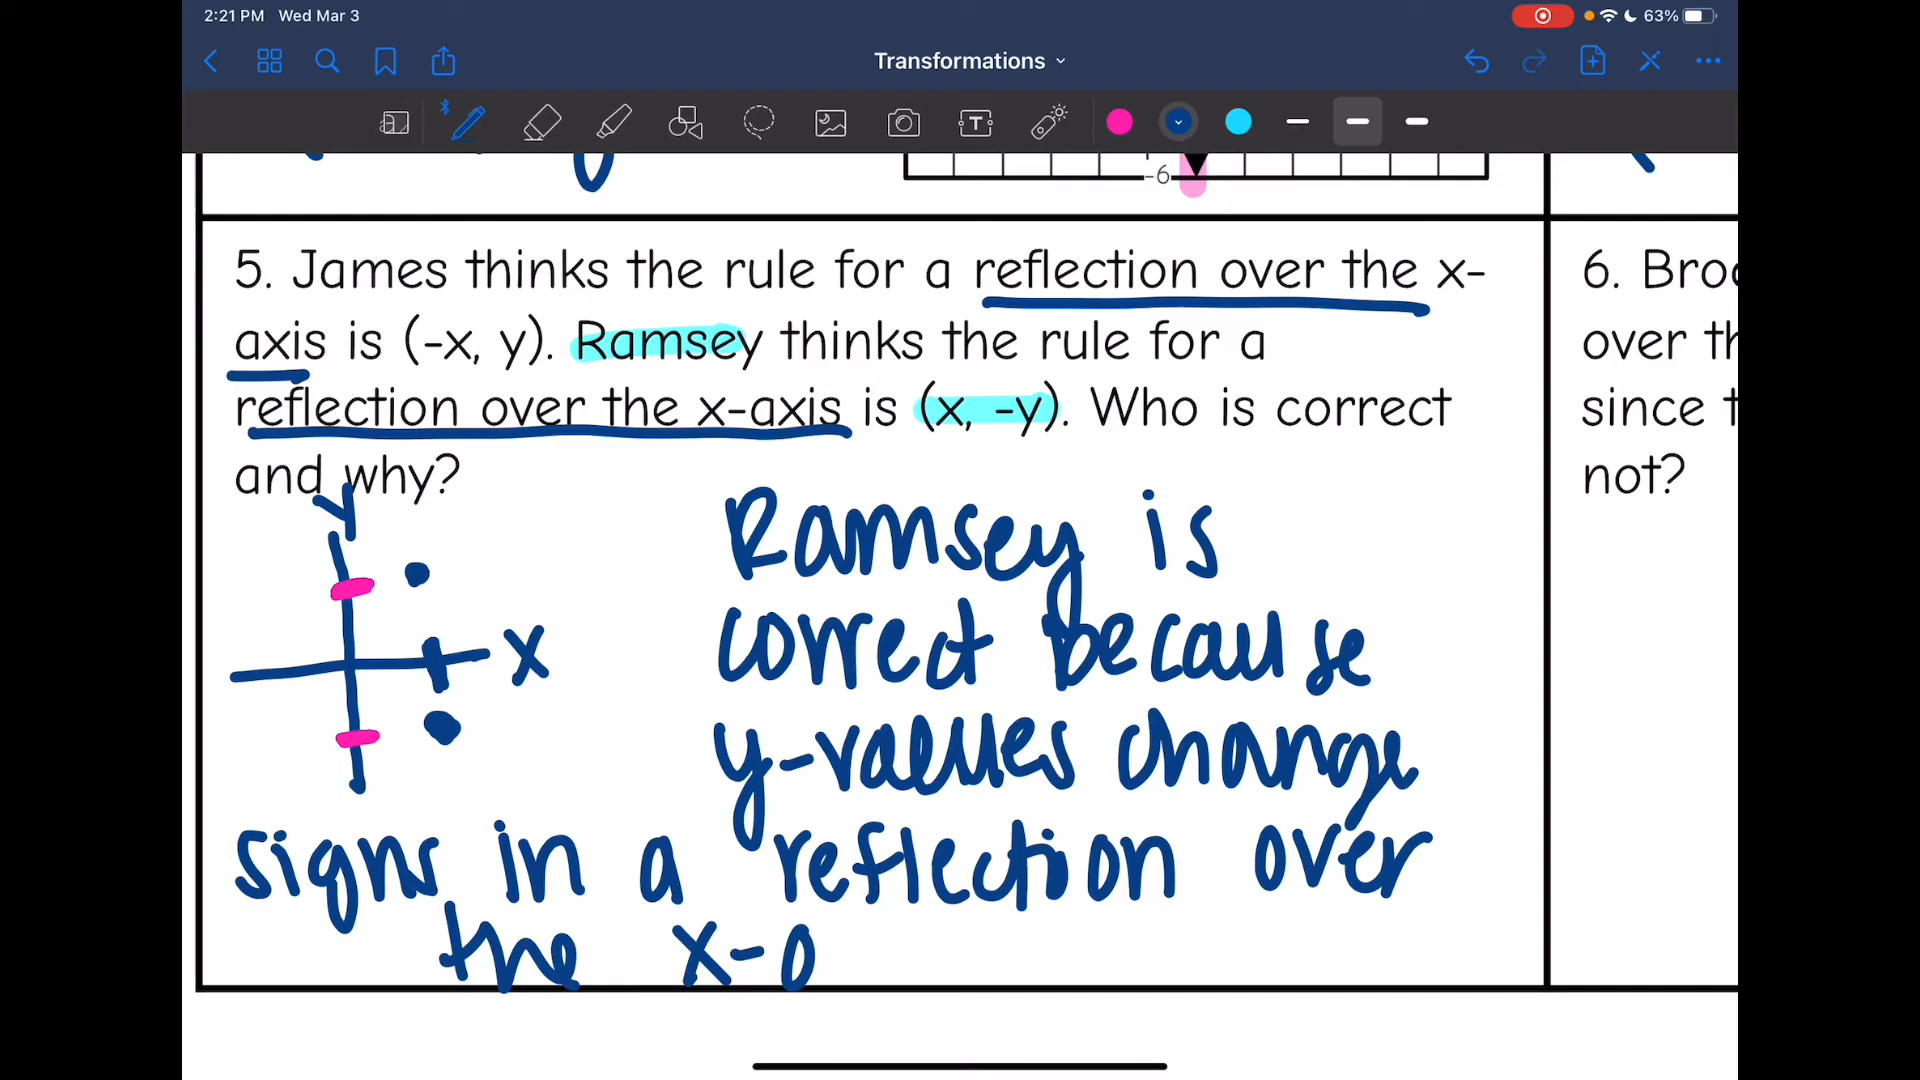 2:21 PM Wed Mar 3
63%
Transformations
T
-6
5. James thinks the rule for a reflection over the x-
axis is (-x, y). Ramsey thinks the rule for a
reflection over the x-axis is (x, -y). Who is correct
and why?
6. Broo
over th
since t
not?
y
x
Ramsey is
correct because
y-values change
signs in a reflection over
the x-a